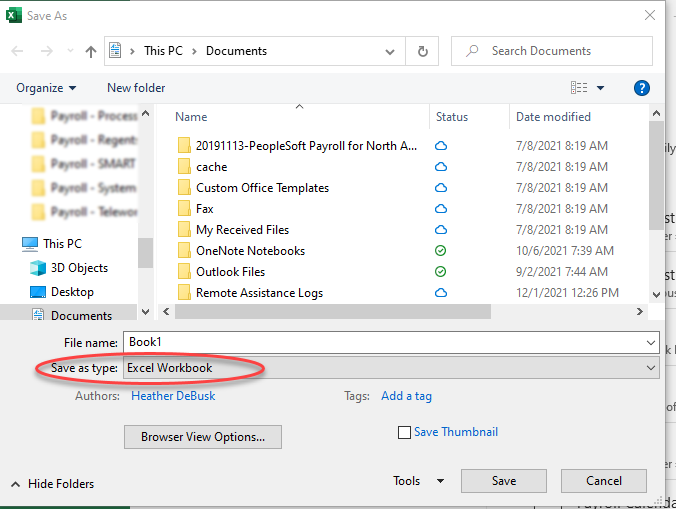 Save As
This PC > Documents
Search Documents
Organize
New folder
?
Payroll - Process
Payroll - Regents
Payroll - SMART
Payroll - System
Payroll - Telewor
This PC
3D Objects
Desktop
Documents
Name Status Date modified
20191113-PeopleSoft Payroll for North A... 7/8/2021 8:19 AM
cache 7/8/2021 8:19 AM
Custom Office Templates 7/8/2021 8:19 AM
Fax 7/8/2021 8:19 AM
My Received Files 7/8/2021 8:19 AM
OneNote Notebooks 10/6/2021 7:39 AM
Outlook Files 9/2/2021 7:44 AM
Remote Assistance Logs 12/1/2021 12:26 PM
File name: Book1
Save as type: Excel Workbook
Authors: Heather DeBusk
Tags: Add a tag
Browser View Options...
Save Thumbnail
Hide Folders
Tools
Save
Cancel